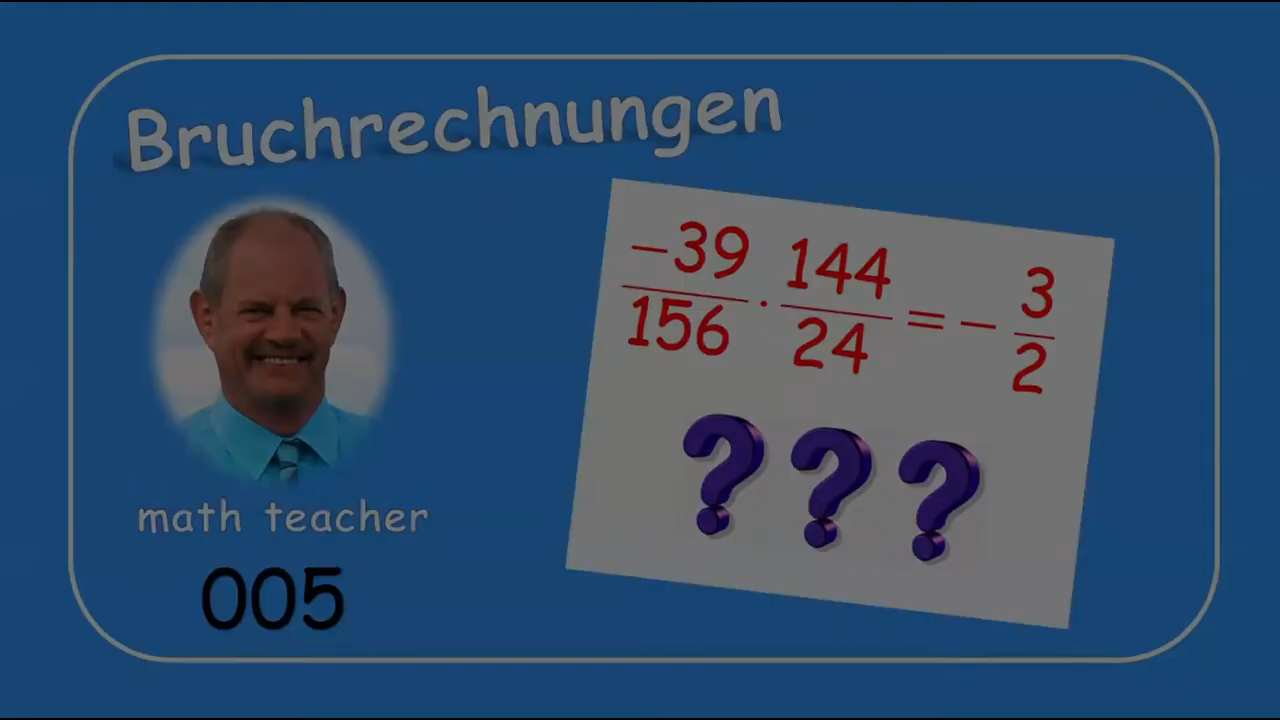 Bruchrechnungen
math teacher
005
−39/156 · 144/24 = − 3/2
???